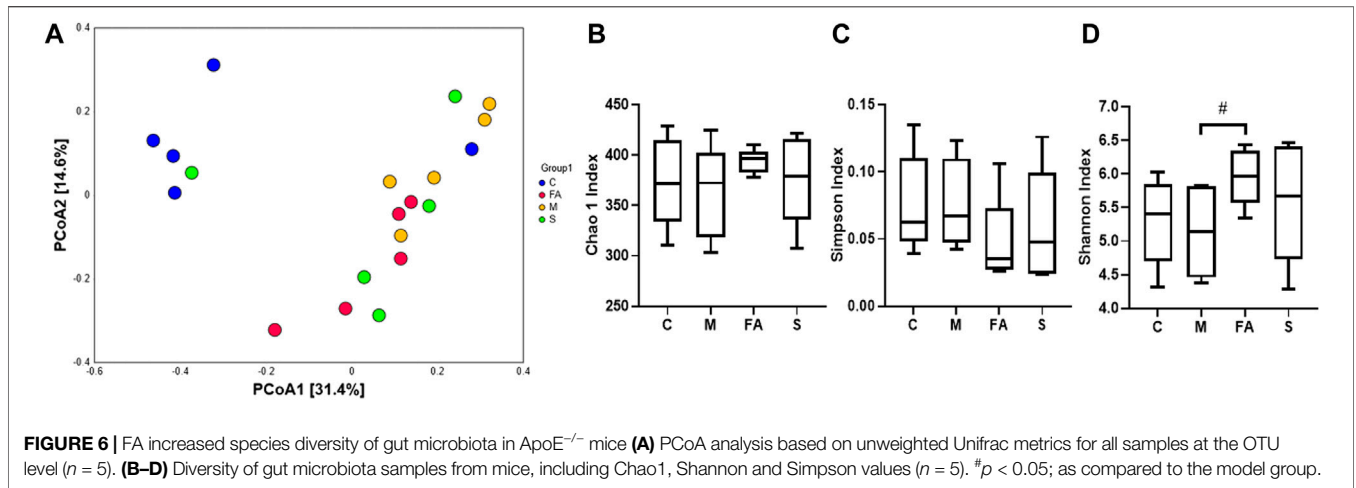 A
0.4
0.2
0
-0.2
-0.4
PCoA2 [14.6%]
-0.6
-0.4
-0.2
0
0.2
0.4
PCoA1 [31.4%]
Group1
C
FA
M
S
B
450
400
350
300
250
Chao 1 Index
C M FA S
C
0.15
0.10
0.05
0.00
Simpson Index
C M FA S
D
7.0
6.5
6.0
5.5
5.0
4.5
4.0
Shannon Index
#
C M FA S
FIGURE 6 | FA increased species diversity of gut microbiota in ApoE−/− mice (A) PCoA analysis based on unweighted Unifrac metrics for all samples at the OTU
level (n = 5). (B–D) Diversity of gut microbiota samples from mice, including Chao1, Shannon and Simpson values (n = 5). #p < 0.05; as compared to the model group.